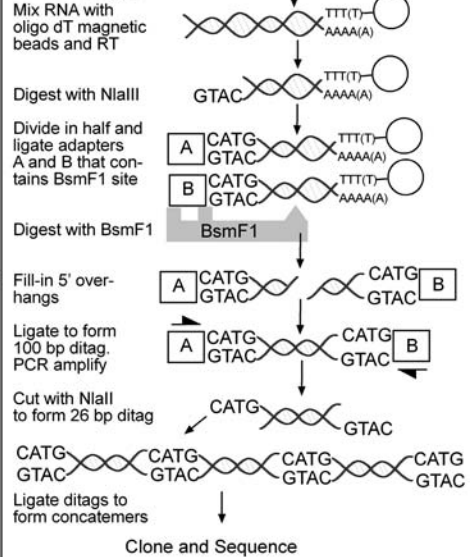 Mix RNA with
oligo dT magnetic
beads and RT
TTT(T)
AAAA(A)
Digest with NlaIII
GTAC
TTT(T)
AAAA(A)
Divide in half and
ligate adapters
A and B that con-
tains BsmF1 site
A CATG
GTAC
TTT(T)
AAAA(A)
B CATG
GTAC
TTT(T)
AAAA(A)
Digest with BsmF1
BsmF1
Fill-in 5' over-
hangs
A CATG
GTAC
CATG B
GTAC
Ligate to form
100 bp ditag.
PCR amplify
A CATG
GTAC
CATG B
GTAC
Cut with NlaII
to form 26 bp ditag
CATG
GTAC
CATG CATG CATG CATG
GTAC GTAC GTAC GTAC
Ligate ditags to
form concatemers
Clone and Sequence